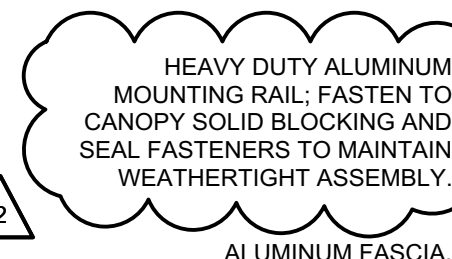 HEAVY DUTY ALUMINUM
MOUNTING RAIL; FASTEN TO
CANOPY SOLID BLOCKING AND
SEAL FASTENERS TO MAINTAIN
WEATHERTIGHT ASSEMBLY.
2
ALUMINUM FASCIA,